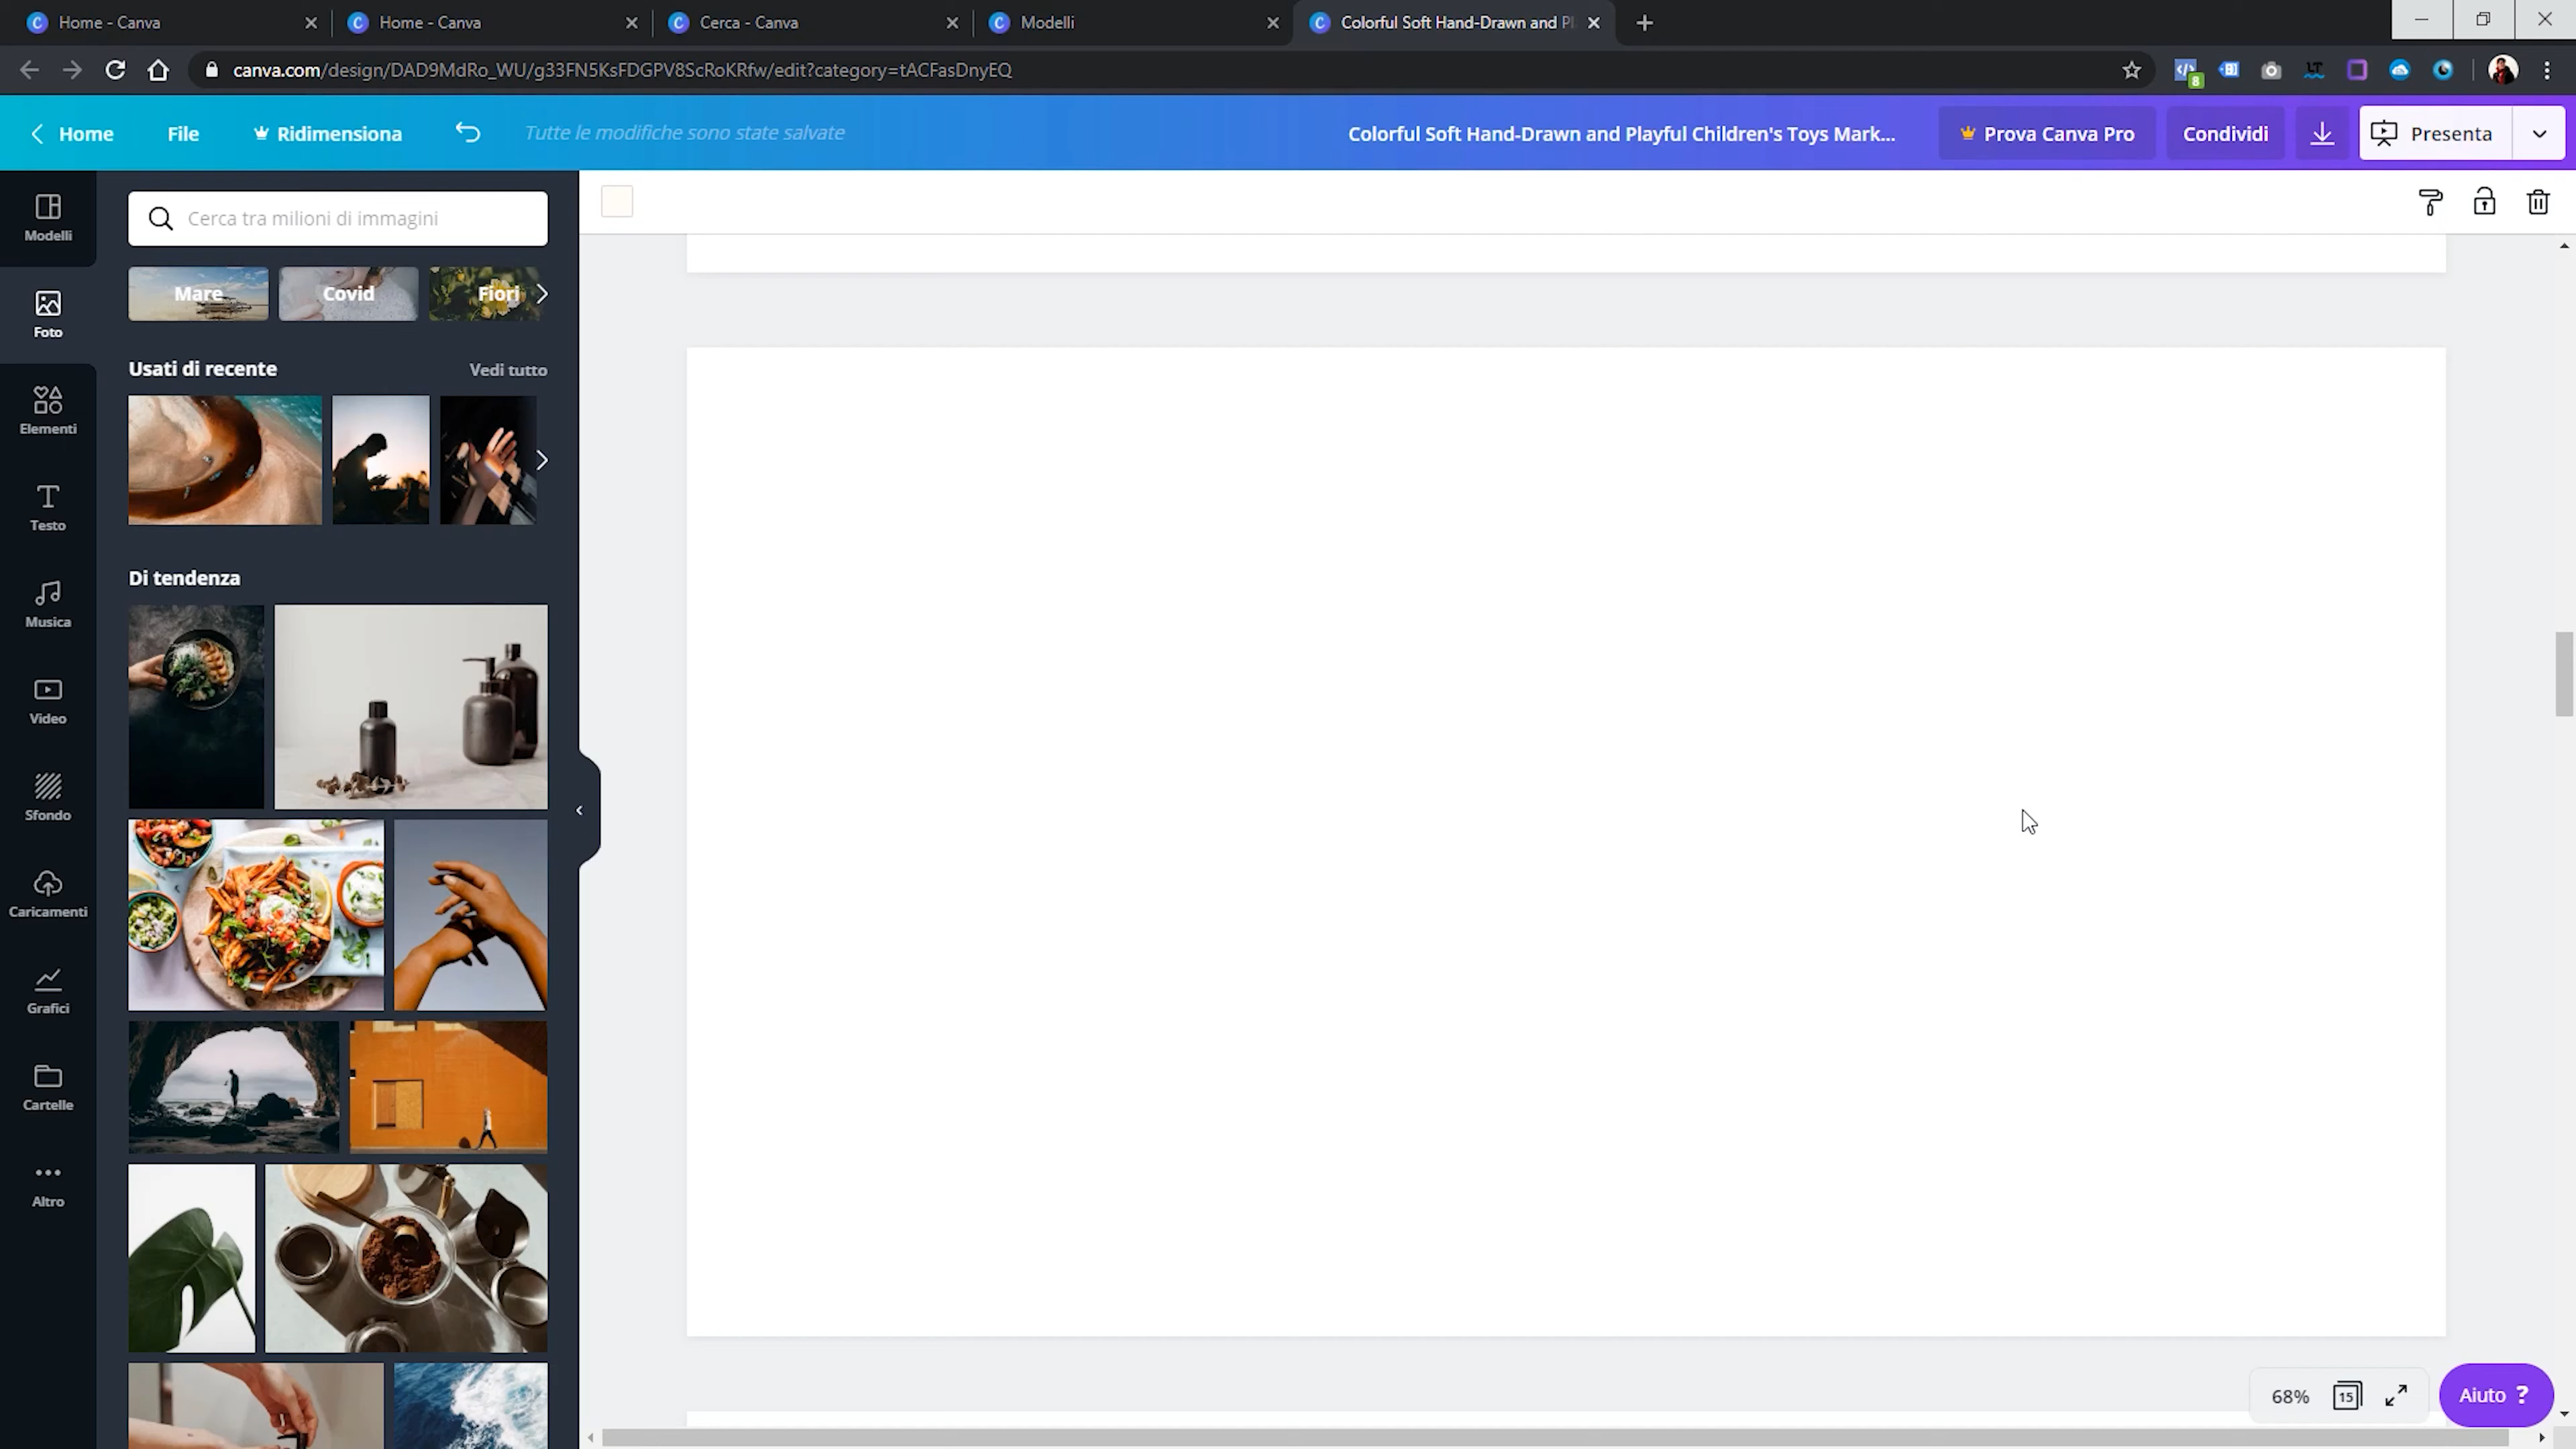 Home - Canva
Home - Canva
Cerca - Canva
Modelli
Colorful Soft Hand-Drawn and Pl
canva.com/design/DAD9MdRo_WU/g33FN5KsFDGPV8ScRoKRfw/edit?category=tACFasDnyEQ
8
Home
File
Ridimensiona
Tutte le modifiche sono state salvate
Colorful Soft Hand-Drawn and Playful Children's Toys Mark...
Prova Canva Pro
Condividi
Presenta
Modelli
Foto
Elementi
Testo
Musica
Video
Sfondo
Caricamenti
Grafici
Cartelle
Altro
Cerca tra milioni di immagini
Mare
Covid
Fiori
Usati di recente
Vedi tutto
Di tendenza
68%
15
Aiuto ?